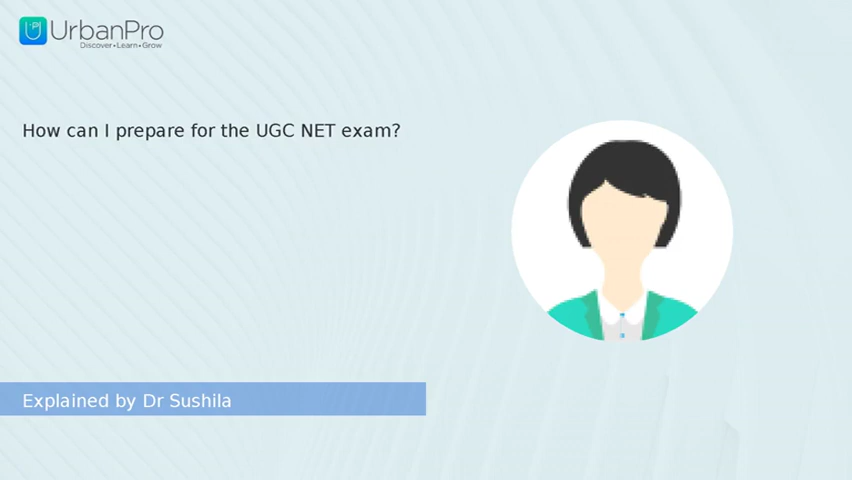 UrbanPro
Discover•Learn•Grow
How can I prepare for the UGC NET exam?
Explained by Dr Sushila